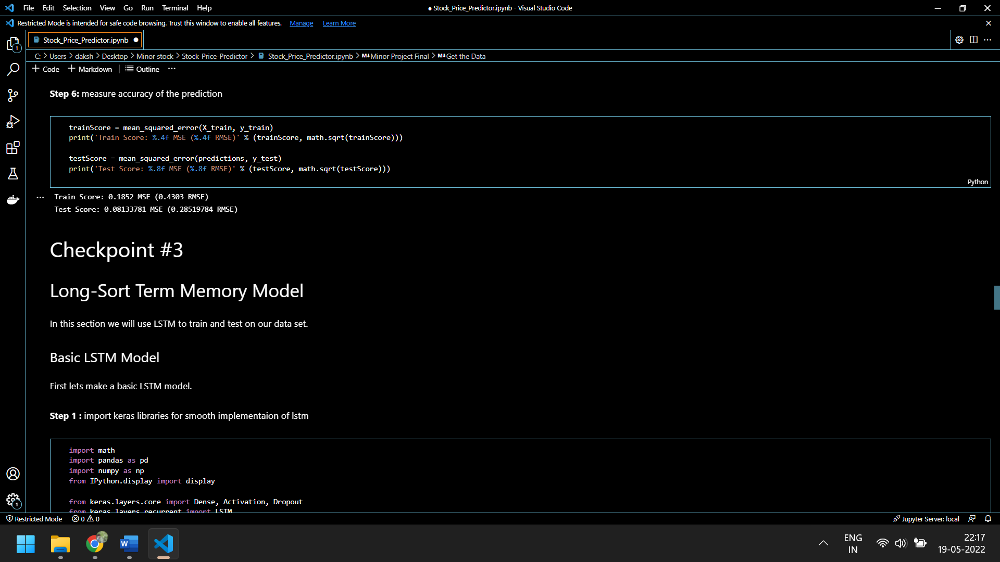 File Edit Selection View Go Run Terminal Help
● Stock_Price_Predictor.ipynb - Visual Studio Code
Restricted Mode is intended for safe code browsing. Trust this window to enable all features. Manage Learn More
Stock_Price_Predictor.ipynb
C: > Users > daksh > Desktop > Minor stock > Stock-Price-Predictor > Stock_Price_Predictor.ipynb > M↓Minor Project Final > M↓Get the Data
+ Code + Markdown | Outline ···
Step 6: measure accuracy of the prediction
trainScore = mean_squared_error(X_train, y_train)
print('Train Score: %.4f MSE (%.4f RMSE)' % (trainScore, math.sqrt(trainScore)))
testScore = mean_squared_error(predictions, y_test)
print('Test Score: %.8f MSE (%.8f RMSE)' % (testScore, math.sqrt(testScore)))
Python
··· Train Score: 0.1852 MSE (0.4303 RMSE)
Test Score: 0.08133781 MSE (0.28519784 RMSE)
Checkpoint #3
Long-Sort Term Memory Model
In this section we will use LSTM to train and test on our data set.
Basic LSTM Model
First lets make a basic LSTM model.
Step 1 : import keras libraries for smooth implementaion of lstm
import math
import pandas as pd
import numpy as np
from IPython.display import display
from keras.layers.core import Dense, Activation, Dropout
from keras.layers.recurrent import LSTM
1
1
Restricted Mode 0 0
Jupyter Server: local
W
ENG
IN
22:17
19-05-2022